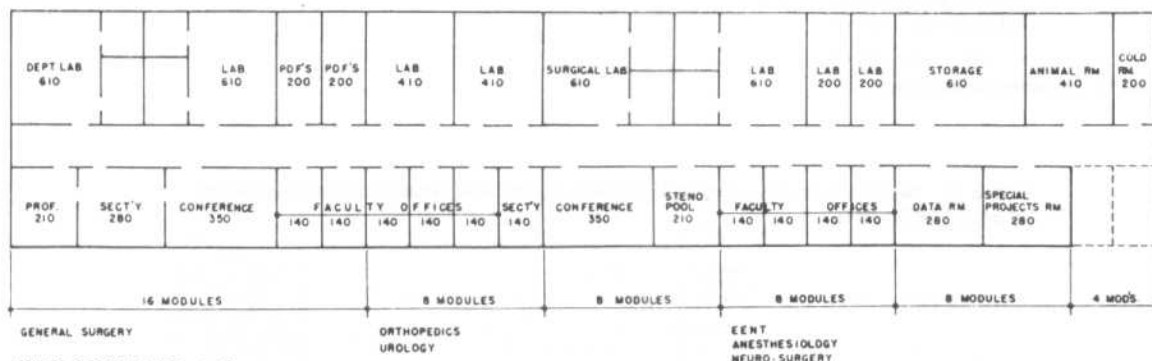 DEPT LAB
610
LAB
610
PDF'S
200
PDF'S
200
LAB
410
LAB
410
SURGICAL LAB
610
LAB
610
LAB
200
LAB
200
STORAGE
610
ANIMAL RM
410
COLD
RM.
200
PROF.
210
SECT'Y
280
CONFERENCE
350
FACULTY OFFICES
140 140 140 140 140
SECT'Y
140
CONFERENCE
350
STENO.
POOL
210
FACULTY OFFICES
140 140 140 140
DATA RM
280
SPECIAL
PROJECTS RM.
280
16 MODULES
8 MODULES
8 MODULES
8 MODULES
8 MODULES
4 MOD'S
GENERAL SURGERY
ORTHOPEDICS
UROLOGY
EENT
ANESTHESIOLOGY
NEURO-SURGERY